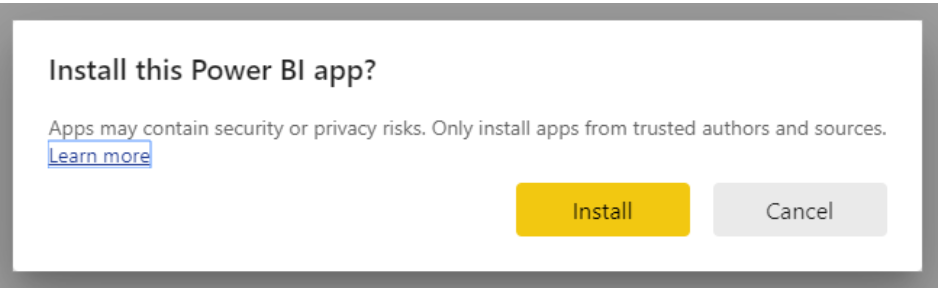 Install this Power BI app?
Apps may contain security or privacy risks. Only install apps from trusted authors and sources.
Learn more
Install
Cancel